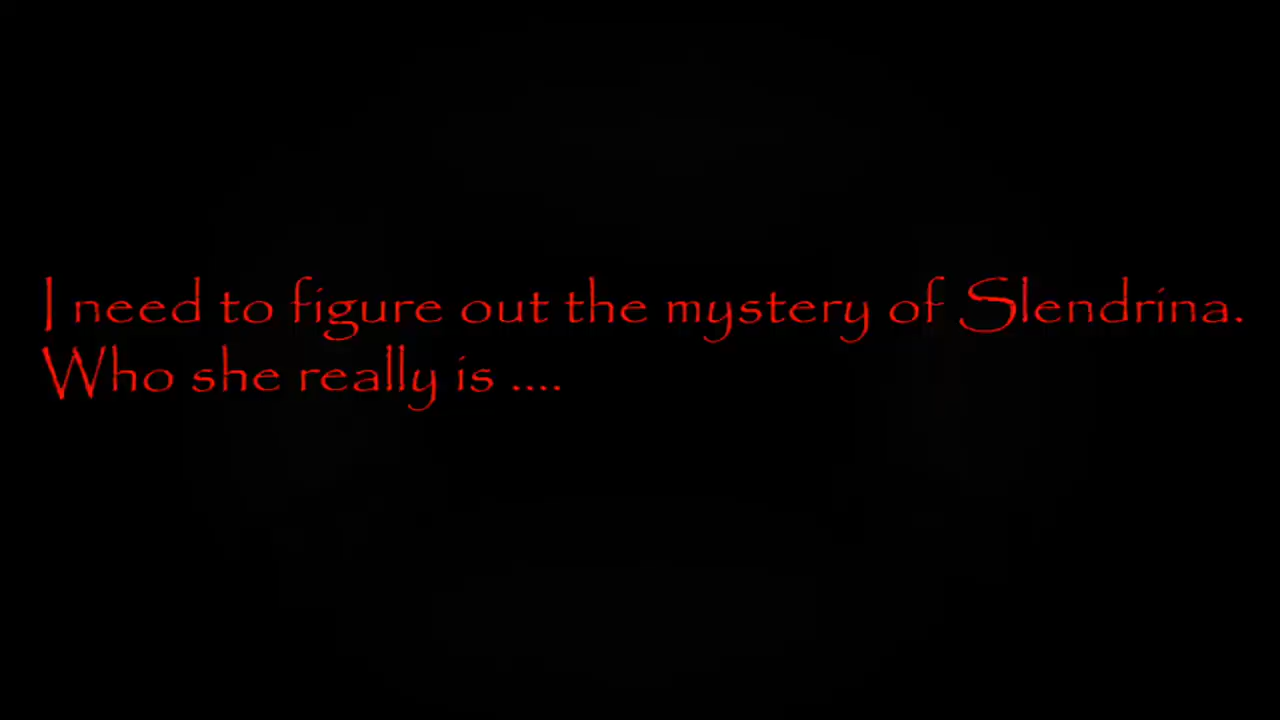 I need to figure out the mystery of Slendrina.
Who she really is ....